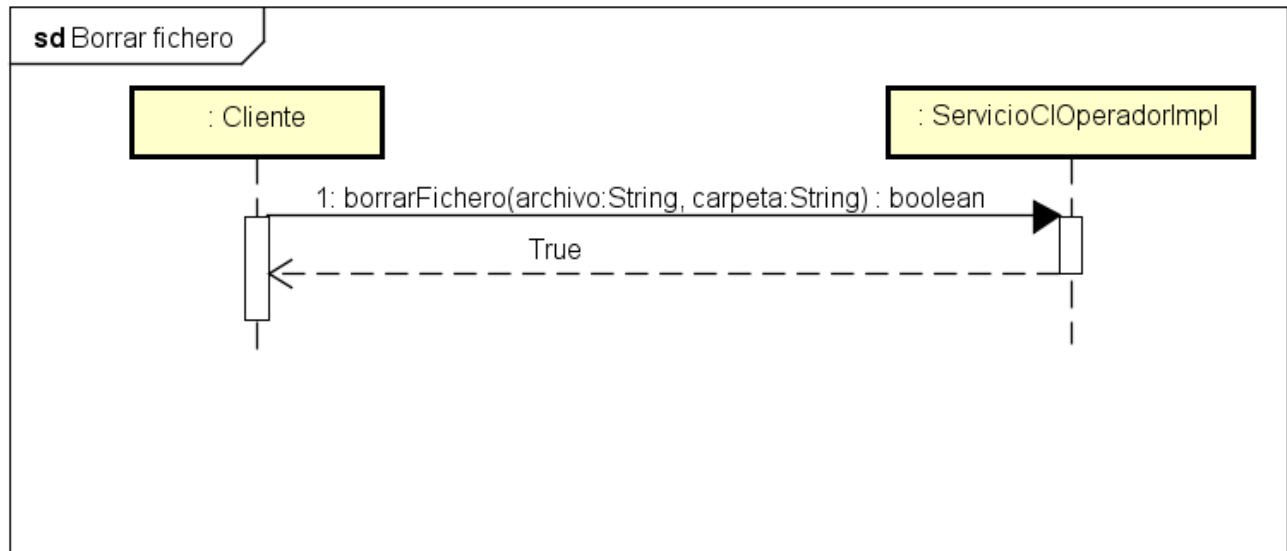 sd Borrar fichero
: Cliente
: ServicioClOperadorImpl
1: borrarFichero(archivo:String, carpeta:String) : boolean
True